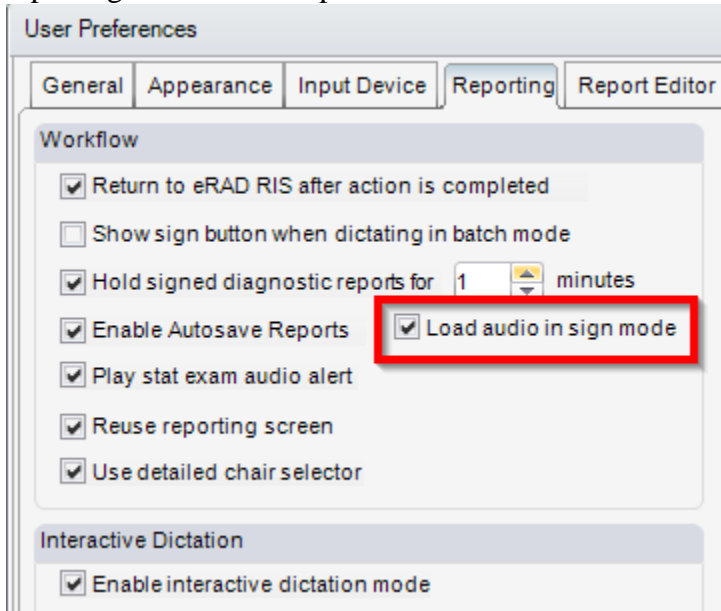 User Preferences
General Appearance Input Device Reporting Report Editor
Workflow
Return to eRAD RIS after action is completed
Show sign button when dictating in batch mode
Hold signed diagnostic reports for 1 minutes
Enable Autosave Reports Load audio in sign mode
Play stat exam audio alert
Reuse reporting screen
Use detailed chair selector
Interactive Dictation
Enable interactive dictation mode